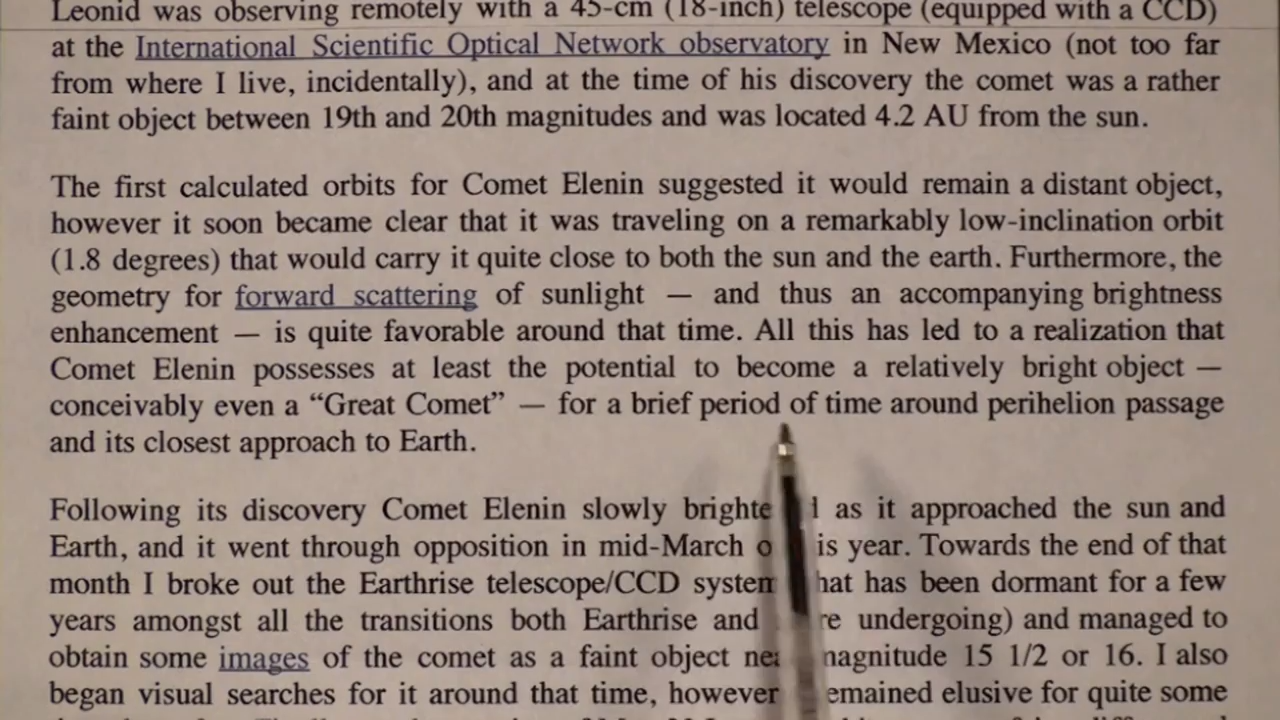 Leonid was observing remotely with a 45-cm (18-inch) telescope (equipped with a CCD)
at the International Scientific Optical Network observatory in New Mexico (not too far
from where I live, incidentally), and at the time of his discovery the comet was a rather
faint object between 19th and 20th magnitudes and was located 4.2 AU from the sun.
The first calculated orbits for Comet Elenin suggested it would remain a distant object,
however it soon became clear that it was traveling on a remarkably low-inclination orbit
(1.8 degrees) that would carry it quite close to both the sun and the earth. Furthermore, the
geometry for forward scattering of sunlight — and thus an accompanying brightness
enhancement — is quite favorable around that time. All this has led to a realization that
Comet Elenin possesses at least the potential to become a relatively bright object —
conceivably even a “Great Comet” — for a brief period of time around perihelion passage
and its closest approach to Earth.
Following its discovery Comet Elenin slowly brighte d as it approached the sun and
Earth, and it went through opposition in mid-March o is year. Towards the end of that
month I broke out the Earthrise telescope/CCD system hat has been dormant for a few
years amongst all the transitions both Earthrise and re undergoing) and managed to
obtain some images of the comet as a faint object nea magnitude 15 1/2 or 16. I also
began visual searches for it around that time, however emained elusive for quite some